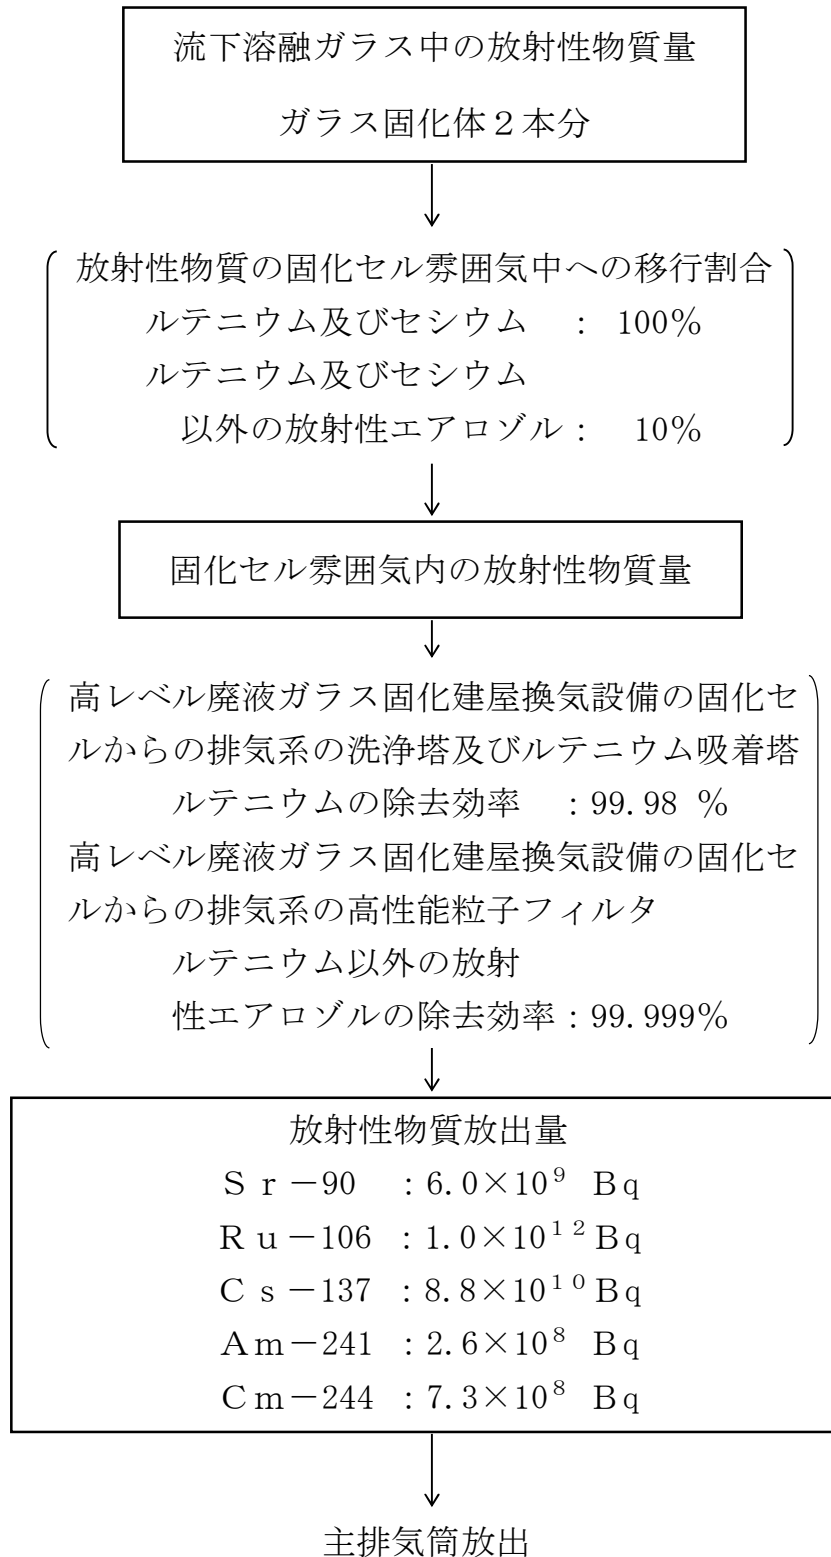 流下溶融ガラス中の放射性物質量
ガラス固化体２本分
放射性物質の固化セル雰囲気中への移行割合
ルテニウム及びセシウム : 100%
ルテニウム及びセシウム
以外の放射性エアロゾル： 10%
固化セル雰囲気内の放射性物質量
高レベル廃液ガラス固化建屋換気設備の固化セ
ルからの排気系の洗浄塔及びルテニウム吸着塔
ルテニウムの除去効率 :99.98 %
高レベル廃液ガラス固化建屋換気設備の固化セ
ルからの排気系の高性能粒子フィルタ
ルテニウム以外の放射
性エアロゾルの除去効率:99.999%
放射性物質放出量
Ｓｒ－90 :6.0×10⁹ Ｂq
Ｒｕ－106 :1.0×10¹²Ｂq
Ｃｓ－137 :8.8×10¹⁰Ｂq
Ａｍ－241 :2.6×10⁸ Ｂq
Ｃｍ－244 :7.3×10⁸ Ｂq
主排気筒放出